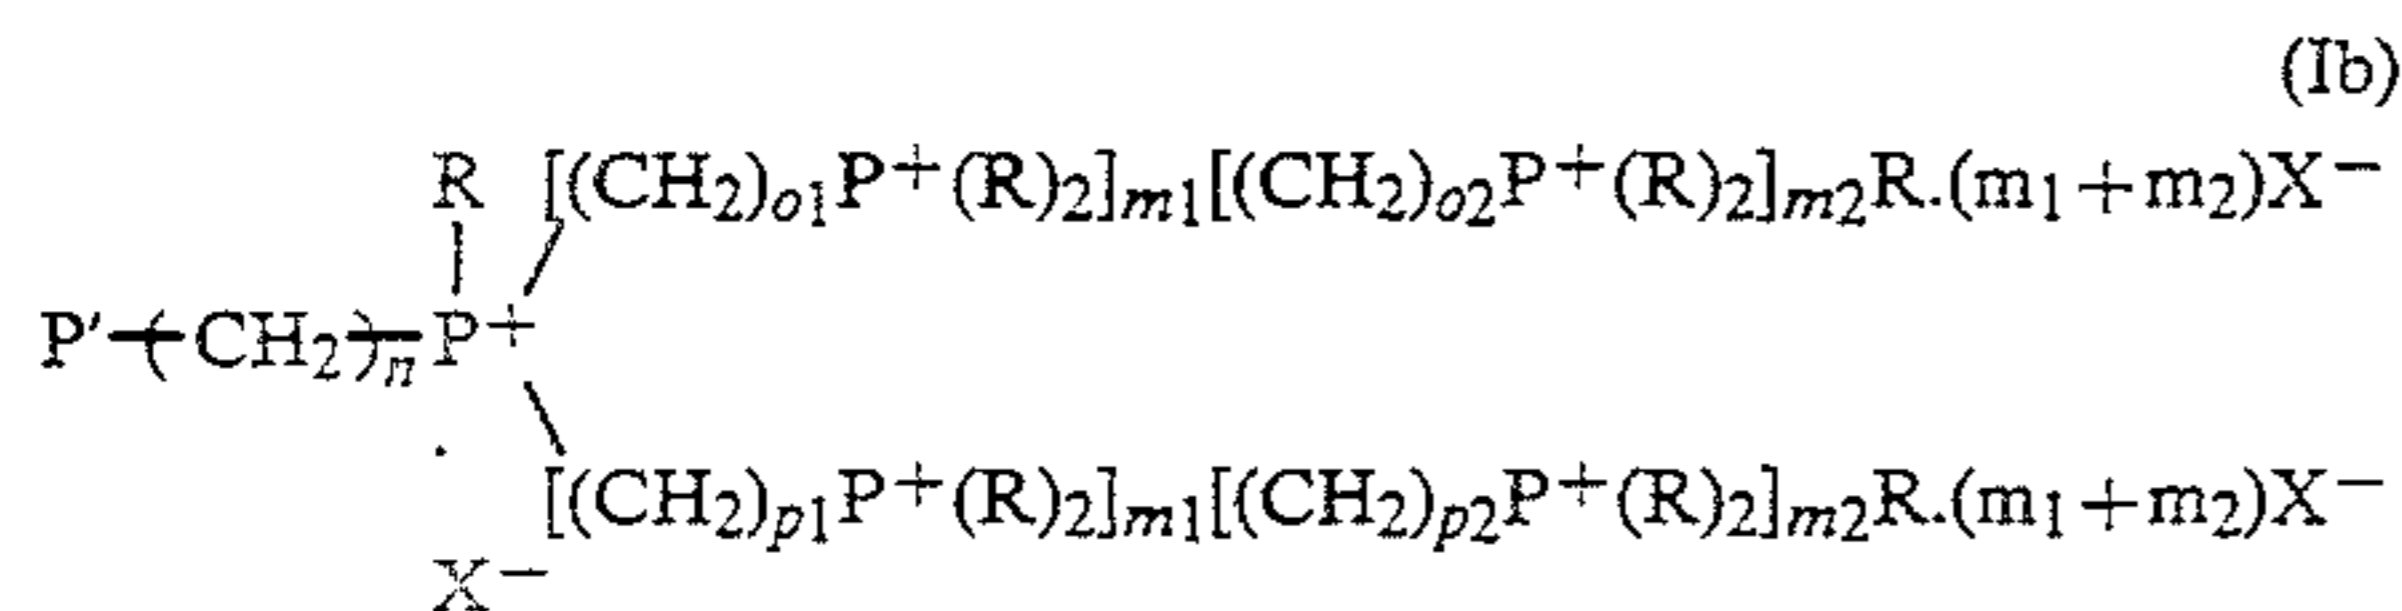 (Ib)
R [(CH2)o1P+(R)2]m1[(CH2)o2P+(R)2]m2R.(m1+m2)X−
P′-(CH2)n-P+
.
[(CH2)p1P+(R)2]m1[(CH2)p2P+(R)2]m2R.(m1+m2)X−
X−